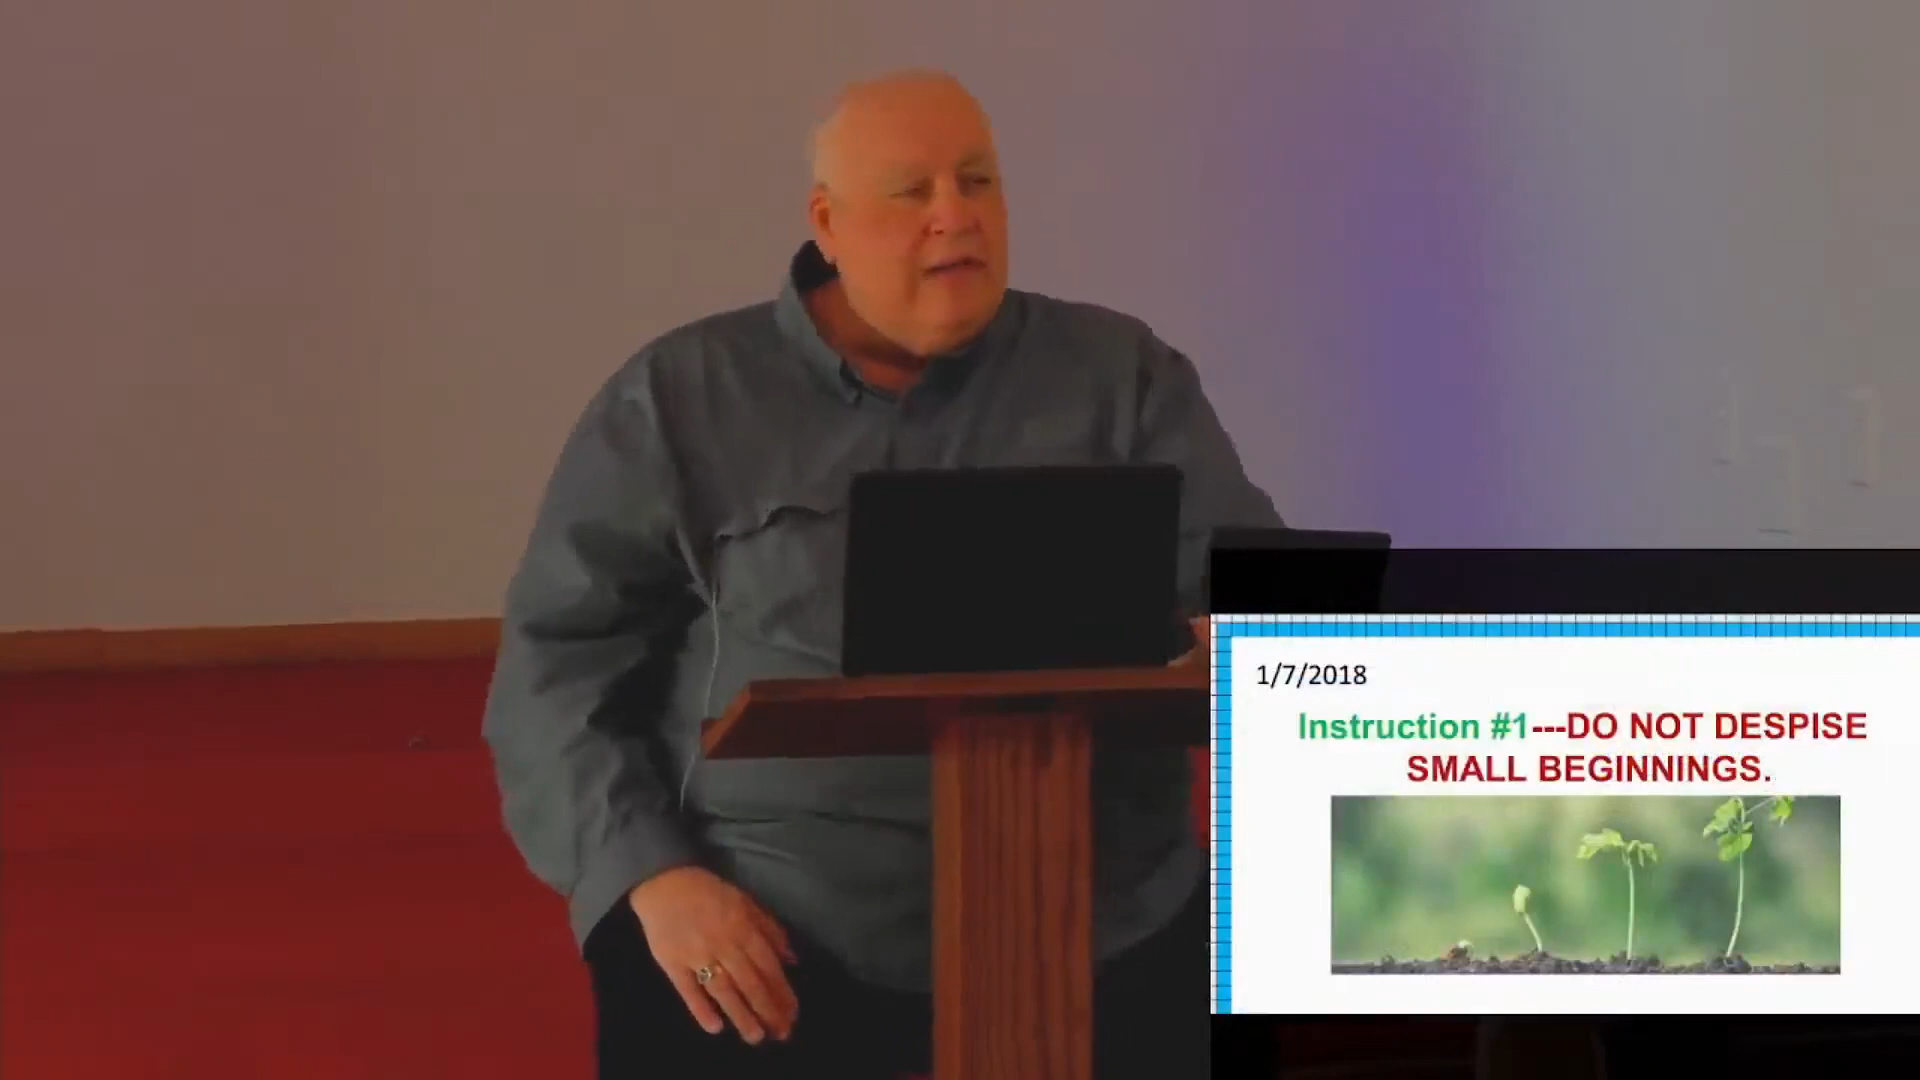 1/7/2018
Instruction #1---DO NOT DESPISE
SMALL BEGINNINGS.